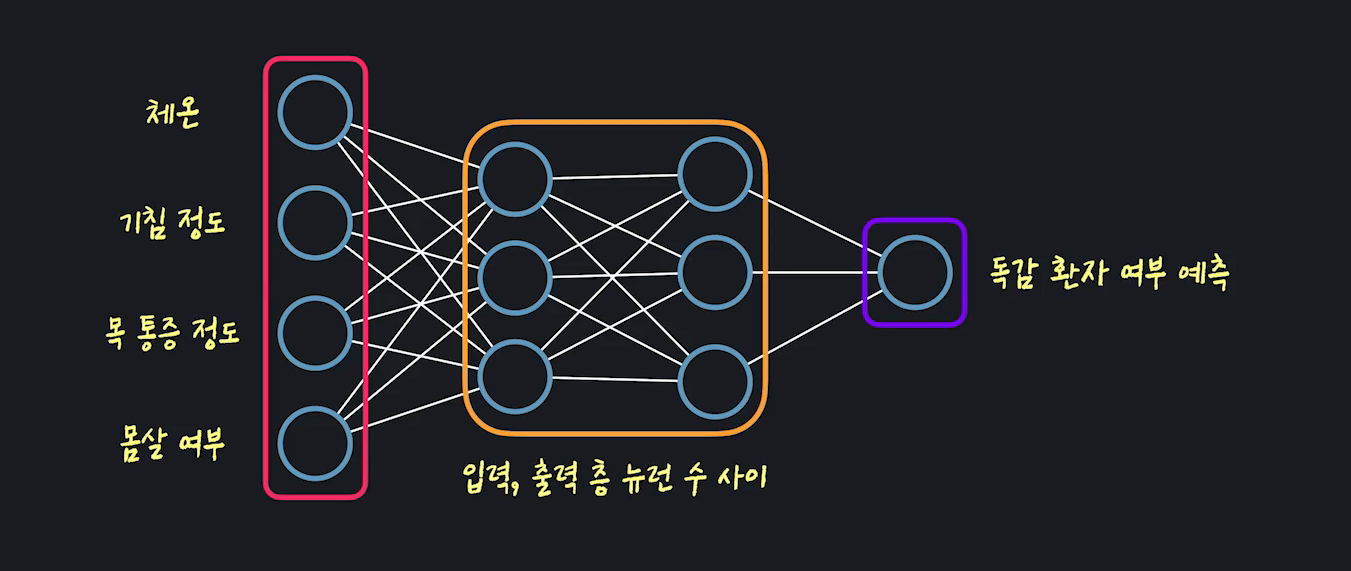 체온
기침 정도
목 통증 정도
몸살 여부
입력, 출력 층 뉴런 수 사이
독감 환자 여부 예측